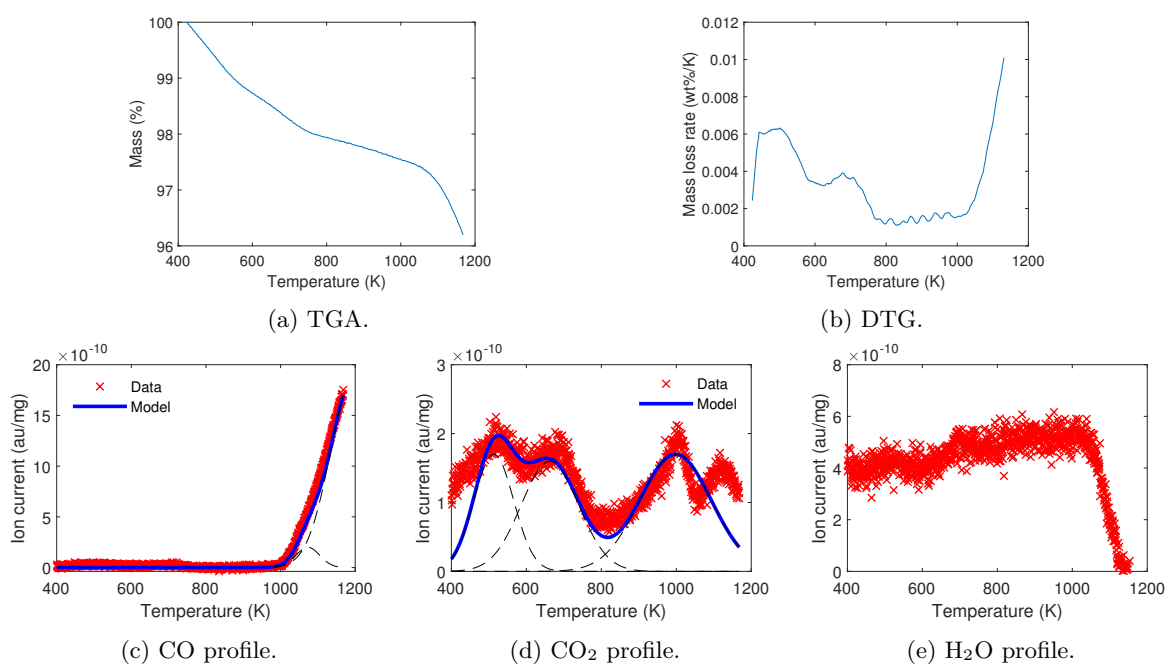 100
99
98
97
96
Mass (%)
400 600 800 1000 1200
Temperature (K)
(a) TGA.
0.012
0.01
0.008
0.006
0.004
0.002
0
Mass loss rate (wt%/K)
400 600 800 1000 1200
Temperature (K)
(b) DTG.
× 10-10
20
15
10
5
0
Ion current (au/mg)
Data
Model
400 600 800 1000 1200
Temperature (K)
(c) CO profile.
× 10-10
3
2
1
0
Ion current (au/mg)
Data
Model
400 600 800 1000 1200
Temperature (K)
(d) CO₂ profile.
× 10-10
8
6
4
2
0
Ion current (au/mg)
400 600 800 1000 1200
Temperature (K)
(e) H₂O profile.